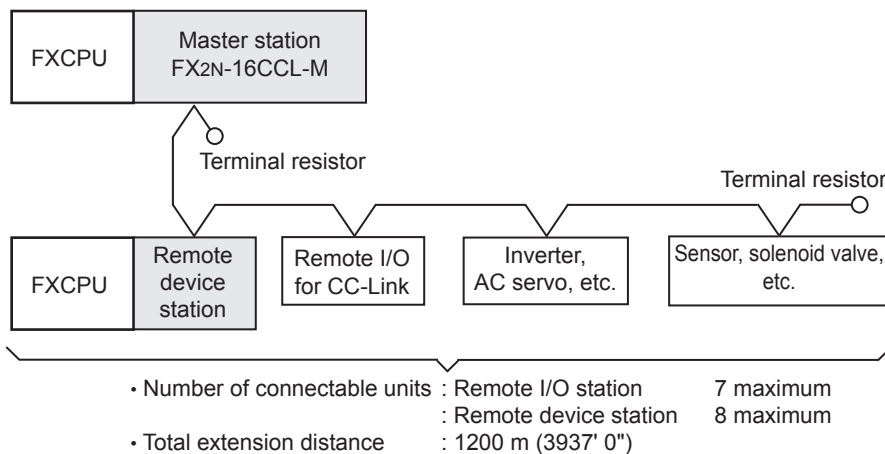 FXCPU
Master station
FX2N-16CCL-M
Terminal resistor
Terminal resistor
FXCPU
Remote
device
station
Remote I/O
for CC-Link
Inverter,
AC servo, etc.
Sensor, solenoid valve,
etc.
• Number of connectable units : Remote I/O station 7 maximum
: Remote device station 8 maximum
• Total extension distance : 1200 m (3937' 0")